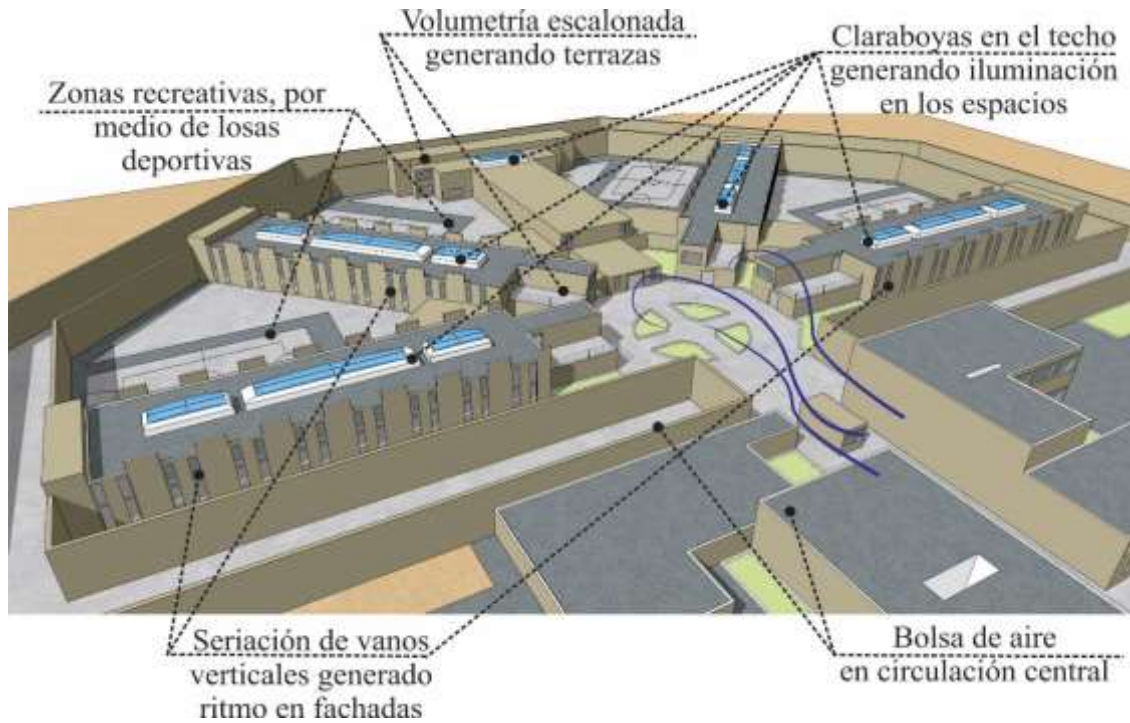 Volumetría escalonada
generando terrazas
Claraboyas en el techo
generando iluminación
en los espacios
Zonas recreativas, por
medio de losas
deportivas
Seriación de vanos
verticales generado
ritmo en fachadas
Bolsa de aire
en circulación central